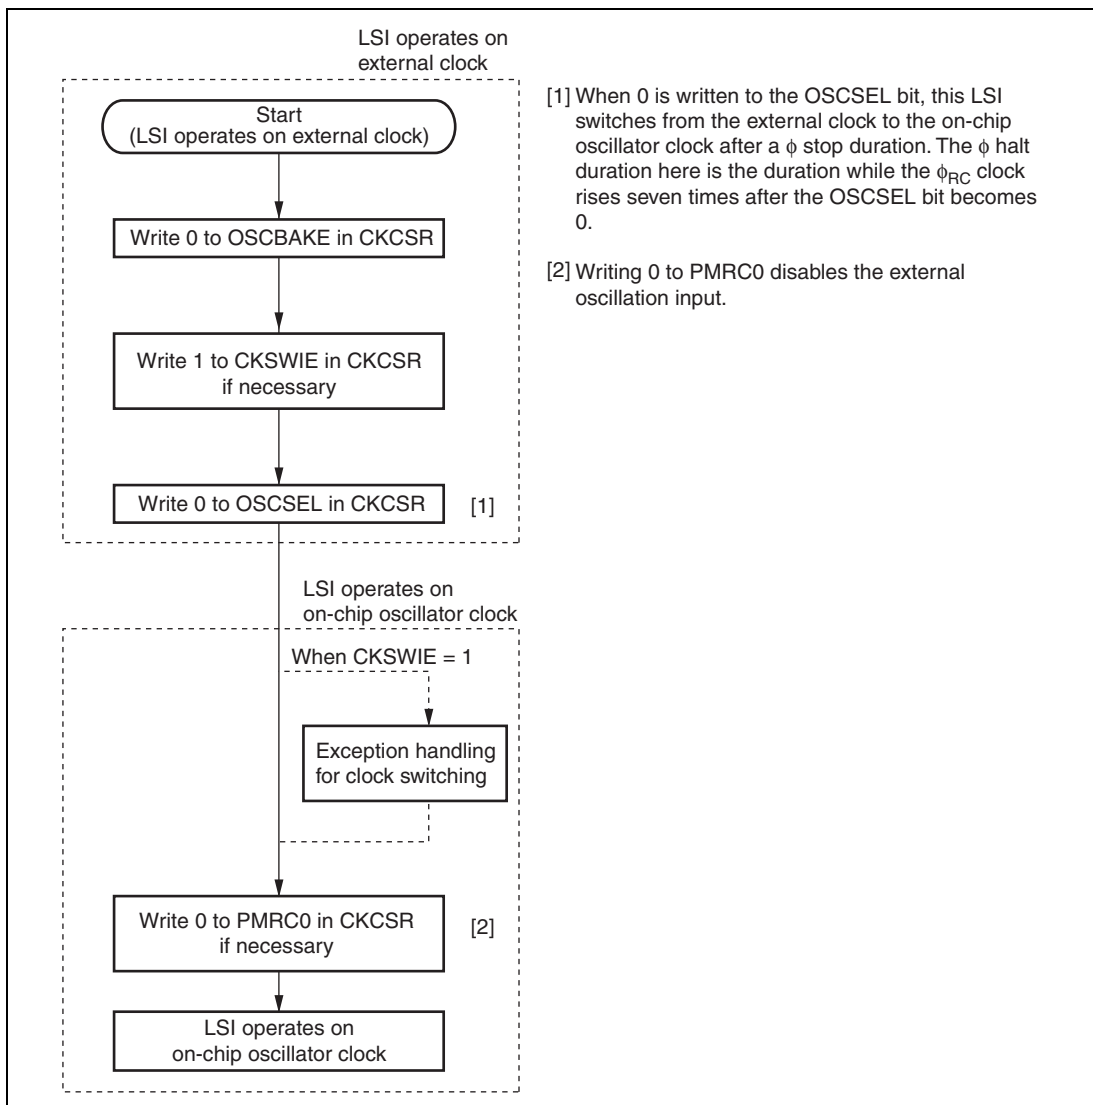 LSI operates on
external clock
Start
(LSI operates on external clock)
Write 0 to OSCBAKE in CKCSR
Write 1 to CKSWIE in CKCSR
if necessary
Write 0 to OSCSEL in CKCSR
[1]
LSI operates on
on-chip oscillator clock
When CKSWIE = 1
Exception handling
for clock switching
Write 0 to PMRC0 in CKCSR
if necessary
[2]
LSI operates on
on-chip oscillator clock
[1] When 0 is written to the OSCSEL bit, this LSI
switches from the external clock to the on-chip
oscillator clock after a ϕ stop duration. The ϕ halt
duration here is the duration while the ϕRC clock
rises seven times after the OSCSEL bit becomes
0.
[2] Writing 0 to PMRC0 disables the external
oscillation input.